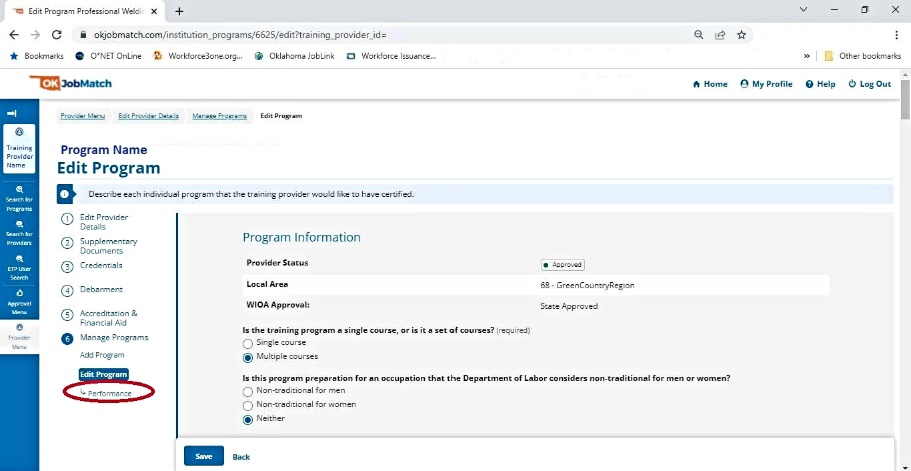 Edit Program Professional Weldi
okjobmatch.com/institution_programs/6625/edit?training_provider_id=
Bookmarks
O*NET OnLine
Workforce3one.org...
Oklahoma JobLink
Workforce Issuance...
»
Other bookmarks
OKJobMatch
Home
My Profile
Help
Log Out
Provider Menu
Edit Provider Details
Manage Programs
Edit Program
Training
Provider
Name
Search for
Programs
Search for
Providers
ETP User
Search
Approval
Menu
Provider
Menu
Program Name
Edit Program
Describe each individual program that the training provider would like to have certified.
1 Edit Provider
Details
2 Supplementary
Documents
3 Credentials
4 Debarment
5 Accreditation &
Financial Aid
6 Manage Programs
Add Program
Edit Program
Performance
Program Information
Provider Status
Approved
Local Area
68 - GreenCountryRegion
WIOA Approval:
State Approved
Is the training program a single course, or is it a set of courses? (required)
Single course
Multiple courses
Is this program preparation for an occupation that the Department of Labor considers non-traditional for men or women?
Non-traditional for men
Non-traditional for women
Neither
Save
Back